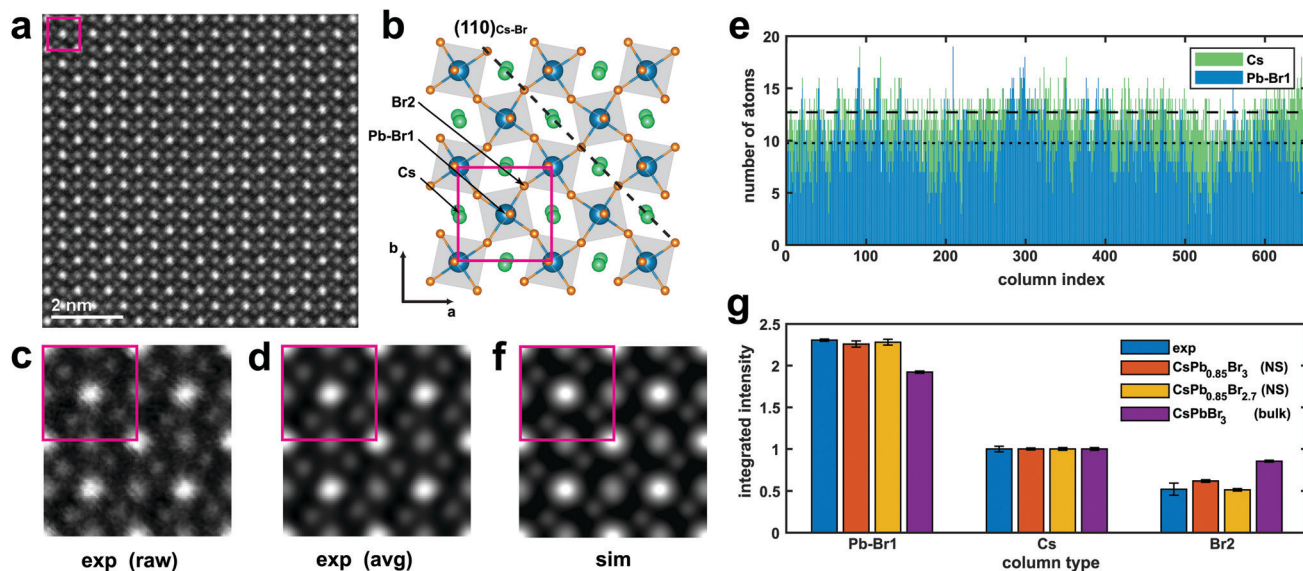 a
2 nm
b
(110)Cs-Br
Br2
Pb-Br1
Cs
b
a
c
exp (raw)
d
exp (avg)
f
sim
e
number of atoms
20
15
10
5
0
0
100
200
300
400
500
600
column index
Cs
Pb-Br1
g
integrated intensity
2.5
2
1.5
1
0.5
0
Pb-Br1
Cs
Br2
column type
exp
CsPb0.85Br3 (NS)
CsPb0.85Br2.7 (NS)
CsPbBr3 (bulk)